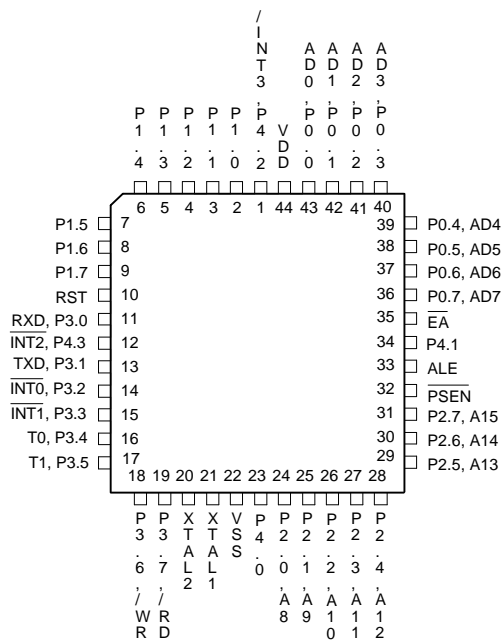 P1.4
P1.3
P1.2
P1.1
P1.0
/INT3, P4.2
VDD
AD0, P0.0
AD1, P0.1
AD2, P0.2
AD3, P0.3
6 5 4 3 2 1 44 43 42 41 40
P1.5 7
P1.6 8
P1.7 9
RST 10
RXD, P3.0 11
INT2, P4.3 12
TXD, P3.1 13
INT0, P3.2 14
INT1, P3.3 15
T0, P3.4 16
T1, P3.5 17
39 P0.4, AD4
38 P0.5, AD5
37 P0.6, AD6
36 P0.7, AD7
35 EA
34 P4.1
33 ALE
32 PSEN
31 P2.7, A15
30 P2.6, A14
29 P2.5, A13
18 19 20 21 22 23 24 25 26 27 28
P3.6, /WR
P3.7, /RD
XTAL2
XTAL1
VSS
P4.0
P2.0, A8
P2.1, A9
P2.2, A10
P2.3, A11
P2.4, A12